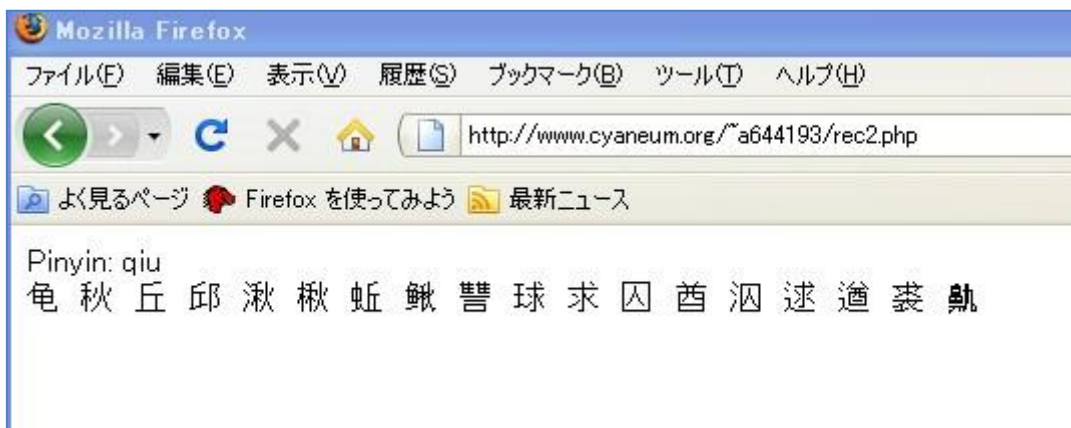 Mozilla Firefox
ファイル(F) 編集(E) 表示(V) 履歴(S) ブックマーク(B) ツール(T) ヘルプ(H)
http://www.cyaneum.org/~a644193/rec2.php
よく見るページ Firefox を使ってみよう 最新ニュース
Pinyin: qiu
龟 秋 丘 邱 湫 楸 蚯 鳅 讐 球 求 囚 酋 泅 逑 遒 裘 鼽